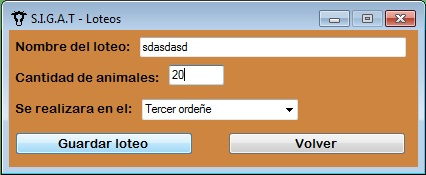 S.I.G.A.T - Loteos
Nombre del loteo: sdasdasd
Cantidad de animales: 20
Se realizara en el: Tercer ordeñe
Guardar loteo Volver